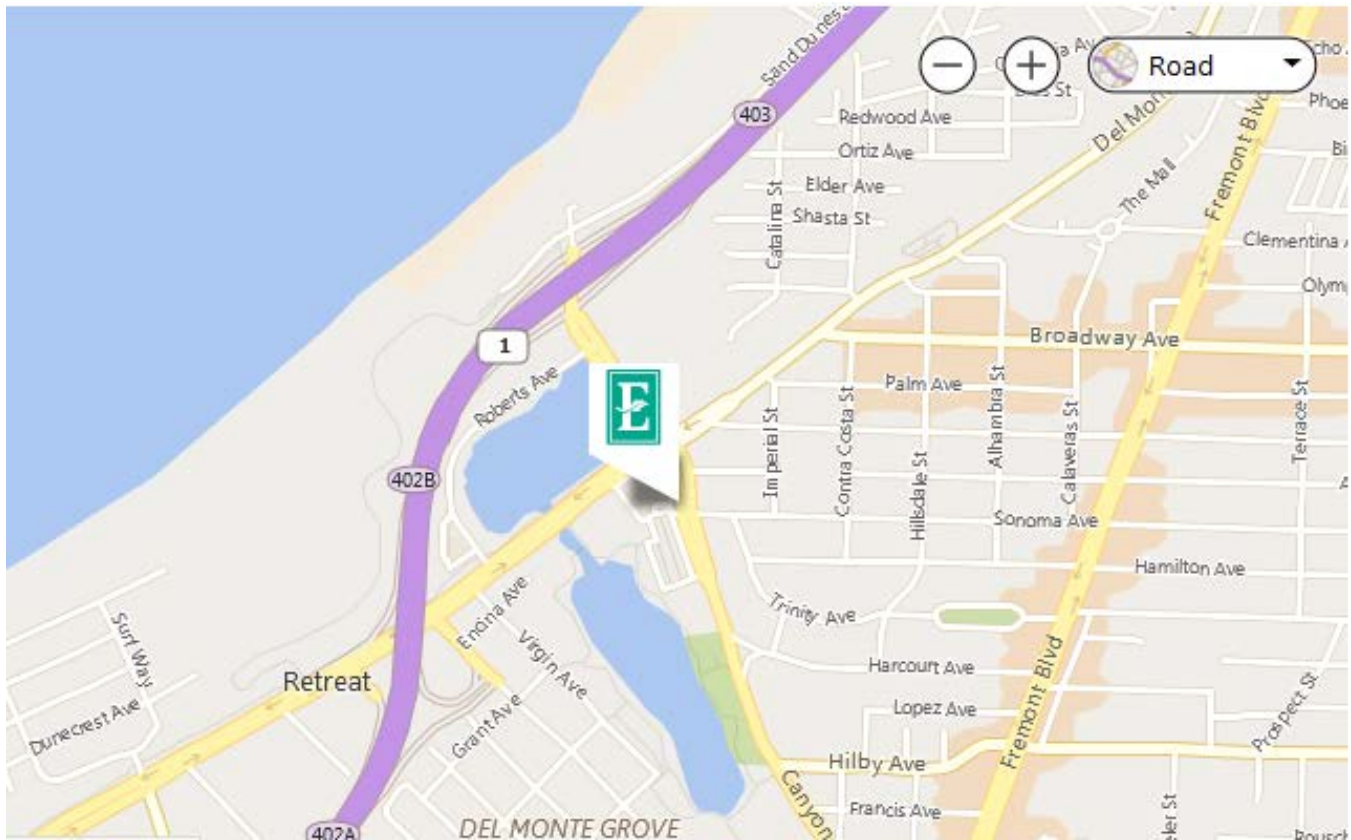 Sand Dunes
Road
403
Redwood Ave
Ortiz Ave
Elder Ave
Shasta St
Catalina St
Del Mon
The Mall
Fremont Blvd
Clementina
1
Roberts Ave
E
Broadway Ave
Palm Ave
Imperial St
Contra Costa St
Hillsdale St
Alhambra St
Calaveras St
Terrace St
402B
Sonoma Ave
Hamilton Ave
Trinity Ave
Encina Ave
Virgin Ave
Surf Way
Retreat
Dunecrest Ave
Grant Ave
Harcourt Ave
Lopez Ave
Fremont Blvd
Prospect St
Hilby Ave
Canyon
Francis Ave
402A
DEL MONTE GROVE